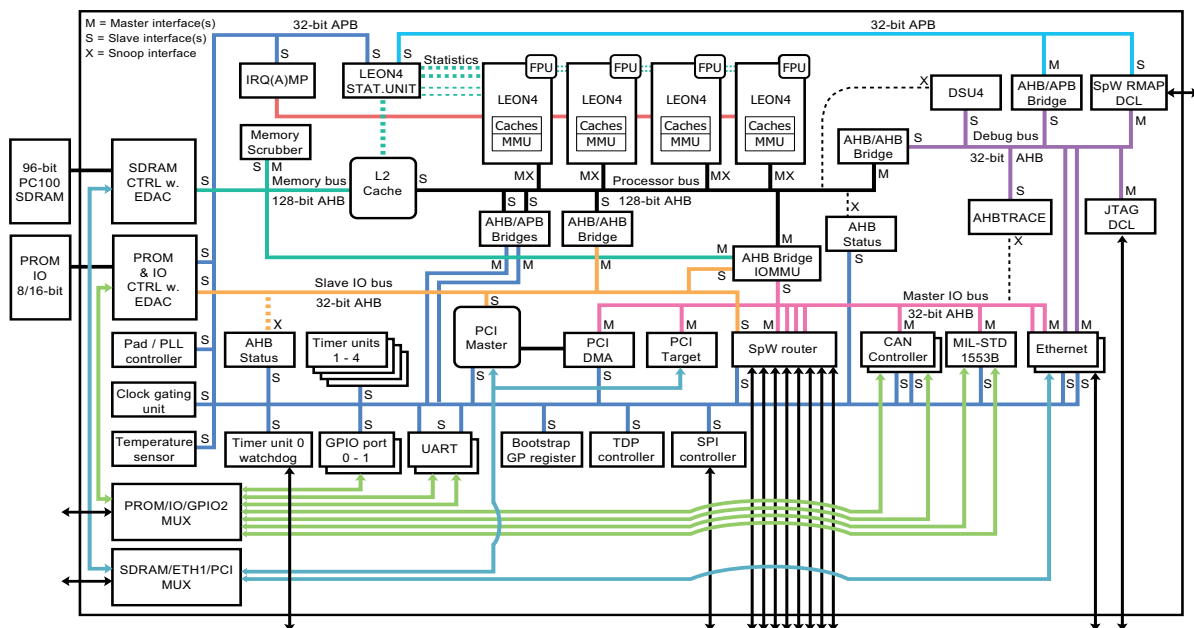 M = Master interface(s)
S = Slave interface(s)
X = Snoop interface
32-bit APB
32-bit APB
S
S
S
Statistics
FPU
FPU
FPU
FPU
M
S
IRQ(A)MP
LEON4
STAT.UNIT
LEON4
LEON4
LEON4
LEON4
X
DSU4
AHB/APB
Bridge
SpW RMAP
DCL
Caches
MMU
Caches
MMU
Caches
MMU
Caches
MMU
S
S
M
Debug bus
32-bit AHB
Memory
Scrubber
S
M
AHB/AHB
Bridge
S
M
96-bit
PC100
SDRAM
SDRAM
CTRL w.
EDAC
S
Memory bus
128-bit AHB
L2
Cache
S
MX
MX
MX
MX
Processor bus
128-bit AHB
S
S
S
AHB/APB
Bridges
AHB/AHB
Bridge
M
M
M
M
X
AHB
Status
S
S
AHBTRACE
X
M
JTAG
DCL
PROM
IO
8/16-bit
PROM
& IO
CTRL w.
EDAC
S
S
M
M
AHB Bridge
IOMMU
S
S
Slave IO bus
32-bit AHB
Master IO bus
32-bit AHB
Pad / PLL
controller
S
X
AHB
Status
S
Timer units
1 - 4
S
S
PCI
Master
S
M
PCI
DMA
S
M
PCI
Target
S
M
SpW router
S
M
CAN
Controller
S
S
M
MIL-STD
1553B
S
M
M
Ethernet
S
S
Clock gating
unit
S
Temperature
sensor
S
S
Timer unit 0
watchdog
S
GPIO port
0 - 1
S
S
UART
S
Bootstrap
GP register
S
TDP
controller
S
SPI
controller
PROM/IO/GPIO2
MUX
SDRAM/ETH1/PCI
MUX